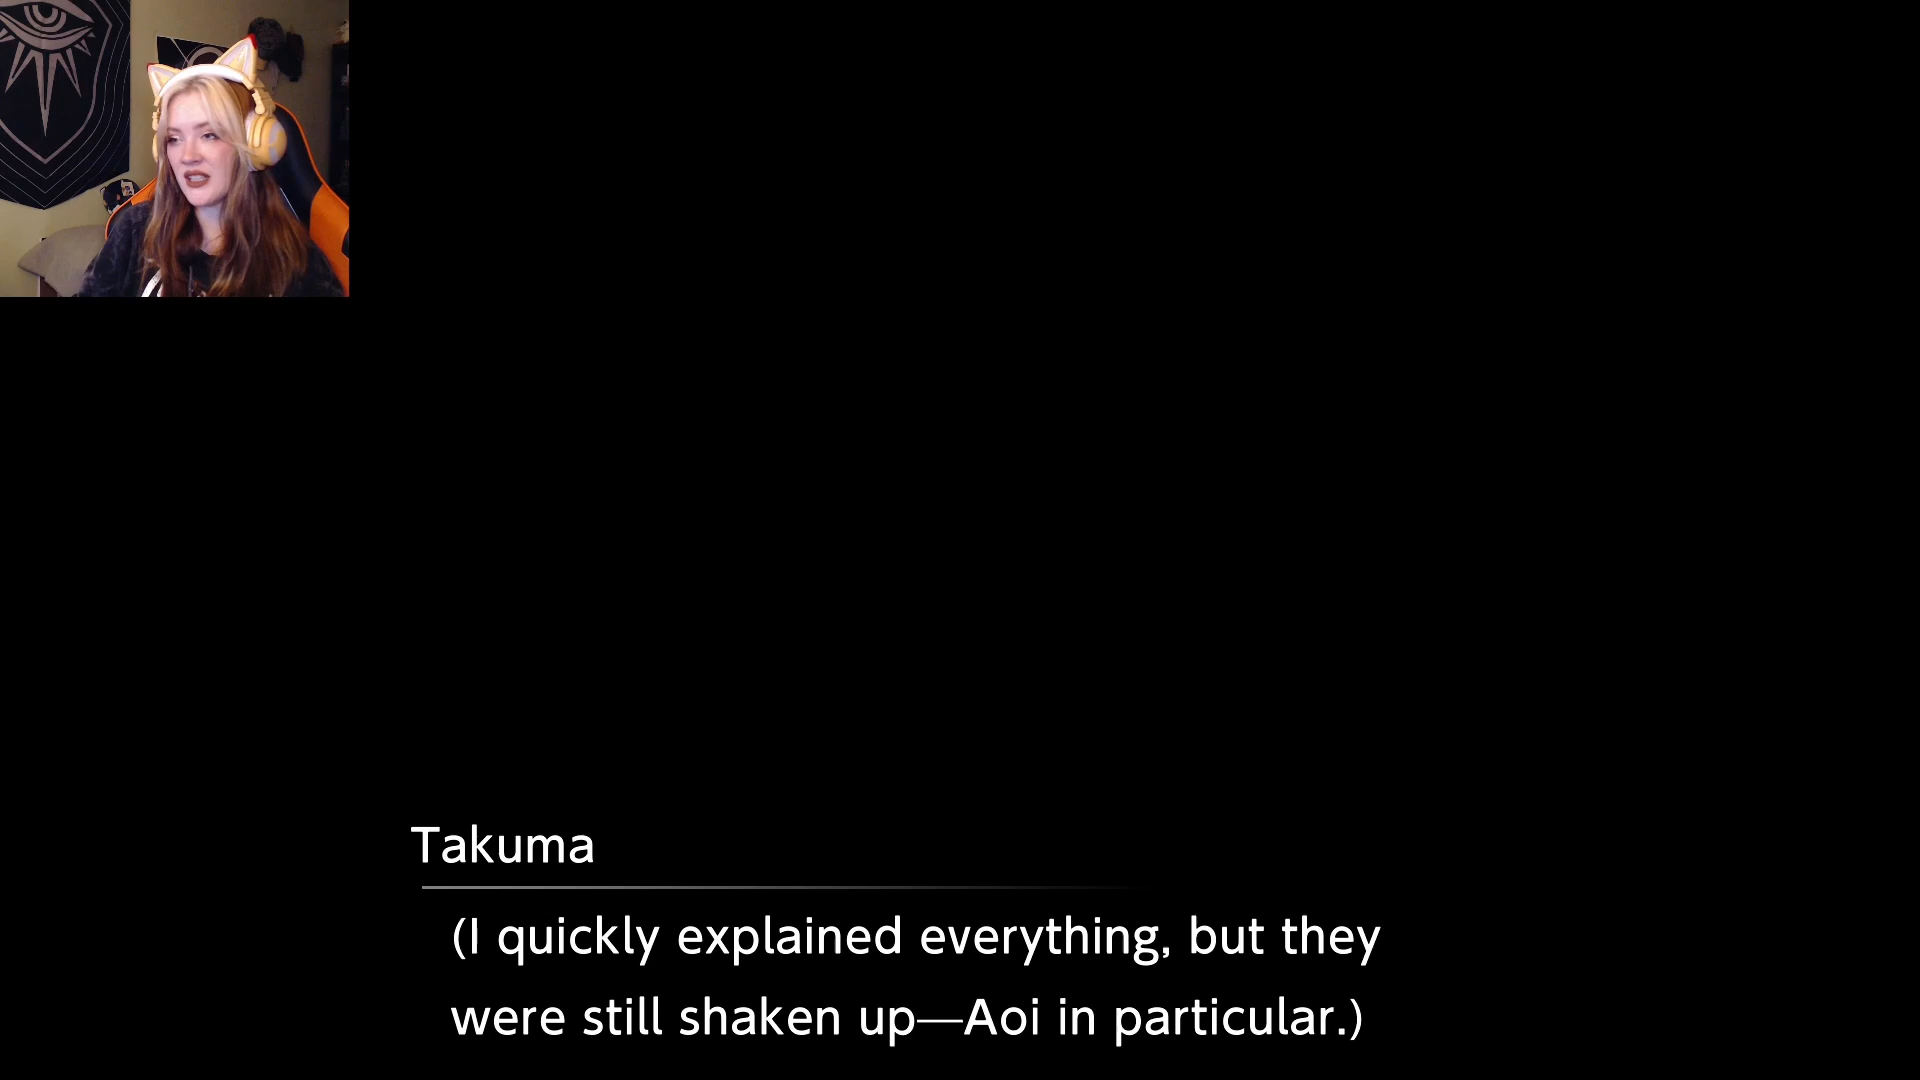 Takuma
(I quickly explained everything, but they
were still shaken up—Aoi in particular.)